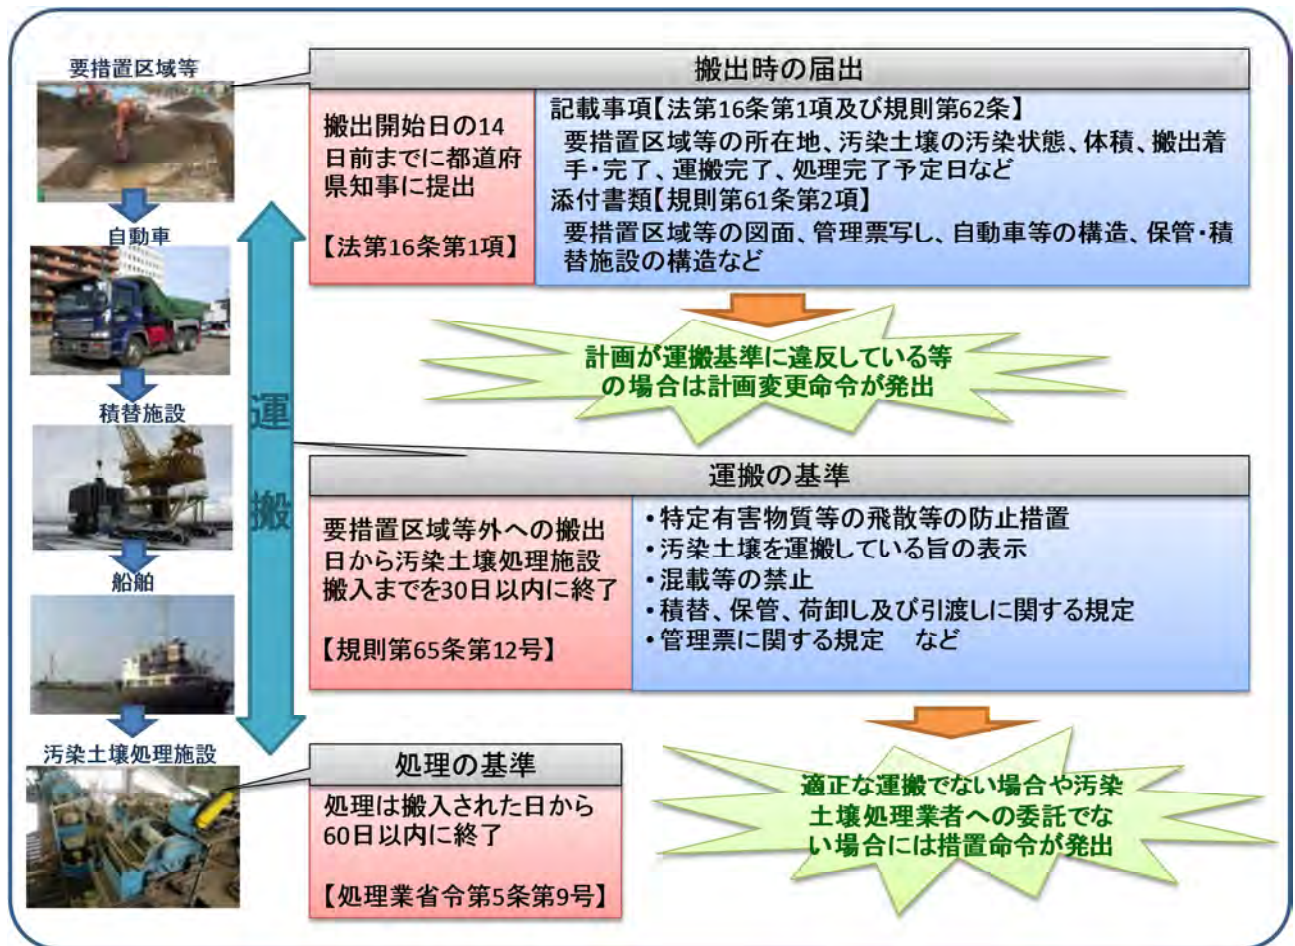 要措置区域等
自動車
積替施設
船舶
汚染土壌処理施設
運
搬
搬出時の届出
搬出開始日の14
日前までに都道府
県知事に提出
【法第16条第1項】
記載事項【法第16条第1項及び規則第62条】
要措置区域等の所在地、汚染土壌の汚染状態、体積、搬出着
手・完了、運搬完了、処理完了予定日など
添付書類【規則第61条第2項】
要措置区域等の図面、管理票写し、自動車等の構造、保管・積
替施設の構造など
計画が運搬基準に違反している等
の場合は計画変更命令が発出
運搬の基準
要措置区域等外への搬出
日から汚染土壌処理施設
搬入までを30日以内に終了
【規則第65条第12号】
・特定有害物質等の飛散等の防止措置
・汚染土壌を運搬している旨の表示
・混載等の禁止
・積替、保管、荷卸し及び引渡しに関する規定
・管理票に関する規定　など
適正な運搬でない場合や汚染
土壌処理業者への委託でな
い場合には措置命令が発出
処理の基準
処理は搬入された日から
60日以内に終了
【処理業省令第5条第9号】